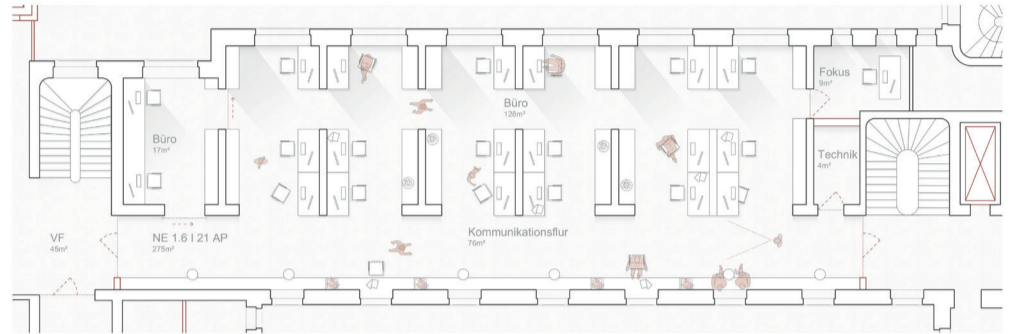 Büro
17m²
Büro
126m²
Fokus
9m²
Technik
4m²
VF
45m²
NE 1.6 I 21 AP
275m²
Kommunikationsflur
76m²